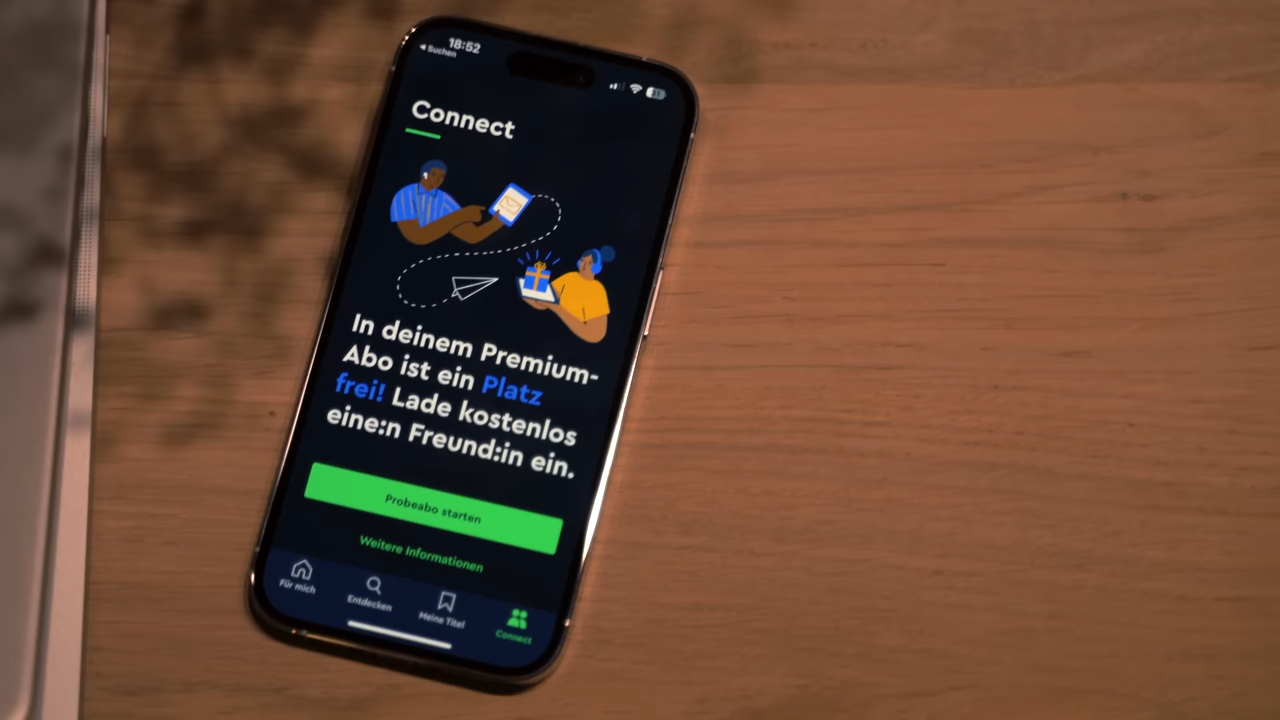 18:52
◀ Suchen
Connect
In deinem Premium-
Abo ist ein Platz
frei! Lade kostenlos
eine:n Freund:in ein.
Probeabo starten
Weitere Informationen
Für mich
Entdecken
Meine Titel
Connect